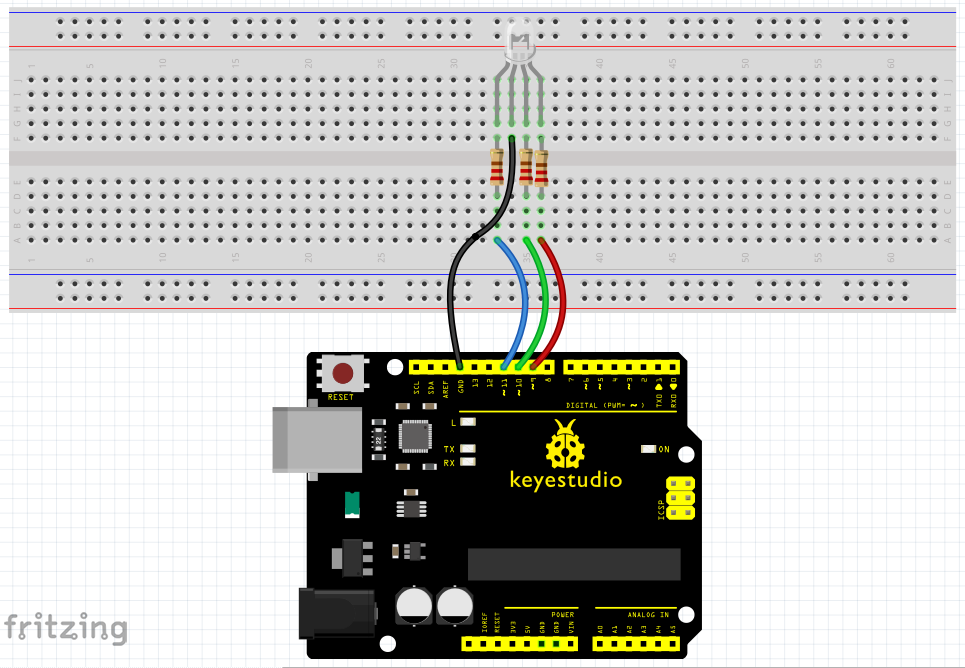 1 5 10 15 20 25 30 40 45 50 55 60
J J
I I
H H
G G
F F
E E
D D
C C
B B
A A
1 5 10 15 20 25 30 35 40 45 50 55 60
RESET
SCL SDA AREF GND 13 12 ~11 ~10 ~9 8 7 ~6 ~5 4 ~3 2 TX0 1 RX0 0
DIGITAL (PWM= ~ )
L
TX
RX
22
ON
keyestudio
ICSP
POWER
ANALOG IN
IOREF RESET 3V3 5V GND GND VIN A0 A1 A2 A3 A4 A5
fritzing